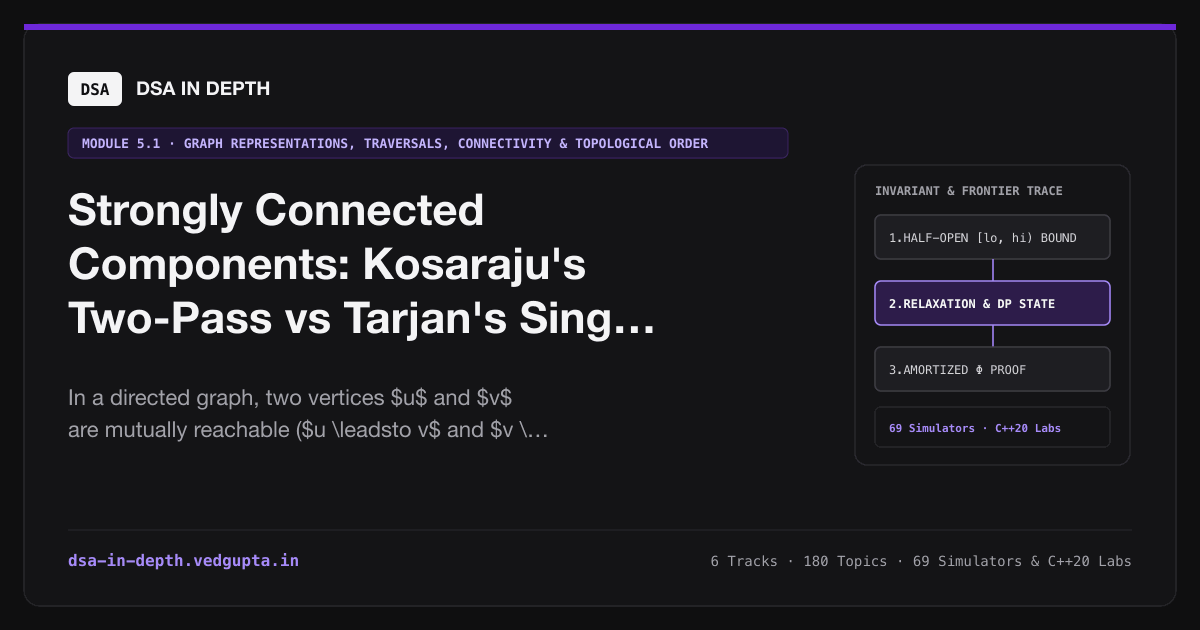 DSA
DSA IN DEPTH
MODULE 5.1 · GRAPH REPRESENTATIONS, TRAVERSALS, CONNECTIVITY & TOPOLOGICAL ORDER
Strongly Connected
Components: Kosaraju's
Two-Pass vs Tarjan's Sing…
In a directed graph, two vertices $u$ and $v$
are mutually reachable ($u \leadsto v$ and $v \…
INVARIANT & FRONTIER TRACE
1.HALF-OPEN [lo, hi) BOUND
2.RELAXATION & DP STATE
3.AMORTIZED Φ PROOF
69 Simulators · C++20 Labs
dsa-in-depth.vedgupta.in
6 Tracks · 180 Topics · 69 Simulators & C++20 Labs